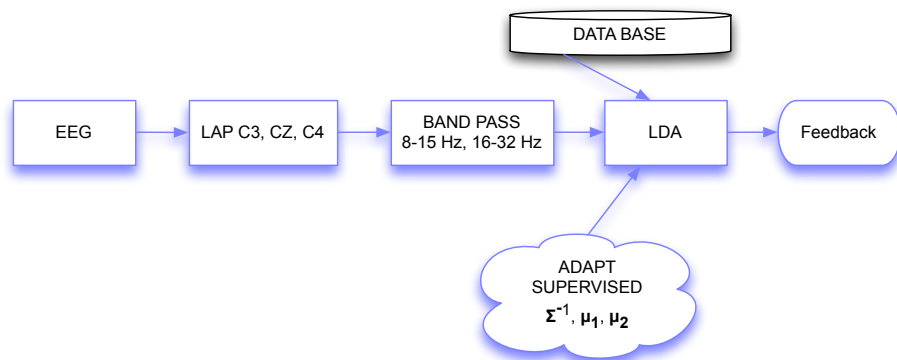 DATA BASE
EEG
LAP C3, CZ, C4
BAND PASS
8-15 Hz, 16-32 Hz
LDA
Feedback
ADAPT
SUPERVISED
Σ⁻¹, μ₁, μ₂